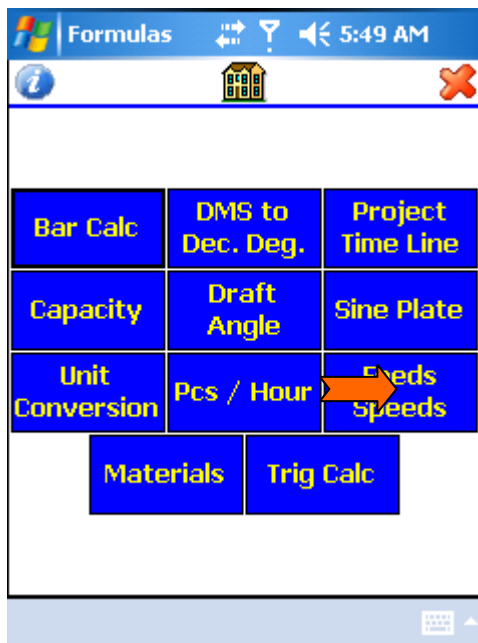 Formulas 5:49 AM
Bar Calc
DMS to
Dec. Deg.
Project
Time Line
Capacity
Draft
Angle
Sine Plate
Unit
Conversion
Pcs / Hour
Feeds
Speeds
Materials
Trig Calc